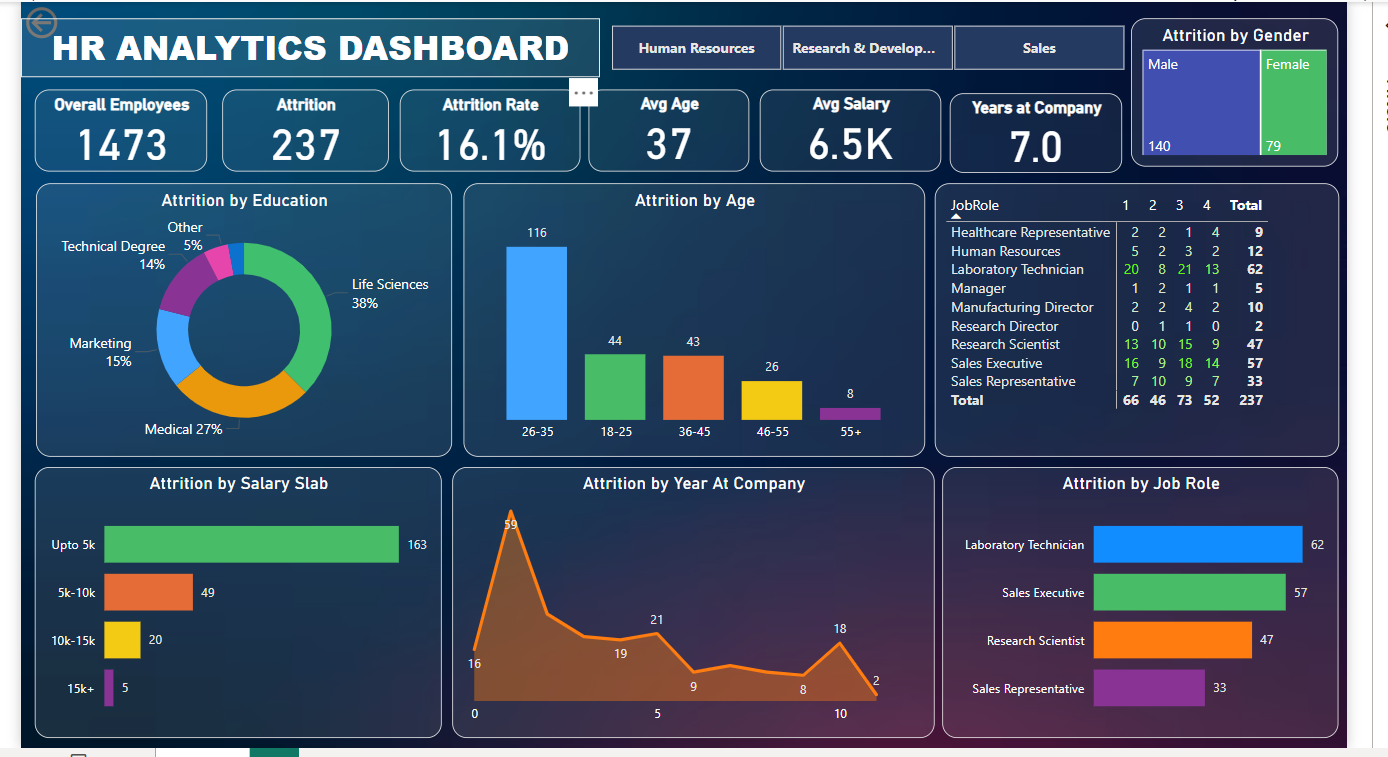 HR ANALYTICS DASHBOARD
Human Resources
Research & Develop...
Sales
Attrition by Gender
Male
Female
140
79
Overall Employees
1473
Attrition
237
Attrition Rate
16.1%
...
Avg Age
37
Avg Salary
6.5K
Years at Company
7.0
Attrition by Education
Other
5%
Technical Degree
14%
Life Sciences
38%
Marketing
15%
Medical 27%
Attrition by Age
116
44
43
26
8
26-35 18-25 36-45 46-55 55+
JobRole 1 2 3 4 Total
Healthcare Representative 2 2 1 4 9
Human Resources 5 2 3 2 12
Laboratory Technician 20 8 21 13 62
Manager 1 2 1 1 5
Manufacturing Director 2 2 4 2 10
Research Director 0 1 1 0 2
Research Scientist 13 10 15 9 47
Sales Executive 16 9 18 14 57
Sales Representative 7 10 9 7 33
Total 66 46 73 52 237
Attrition by Salary Slab
Upto 5k 163
5k-10k 49
10k-15k 20
15k+ 5
Attrition by Year At Company
59
16
19
21
9
8
18
2
0 5 10
Attrition by Job Role
Laboratory Technician 62
Sales Executive 57
Research Scientist 47
Sales Representative 33